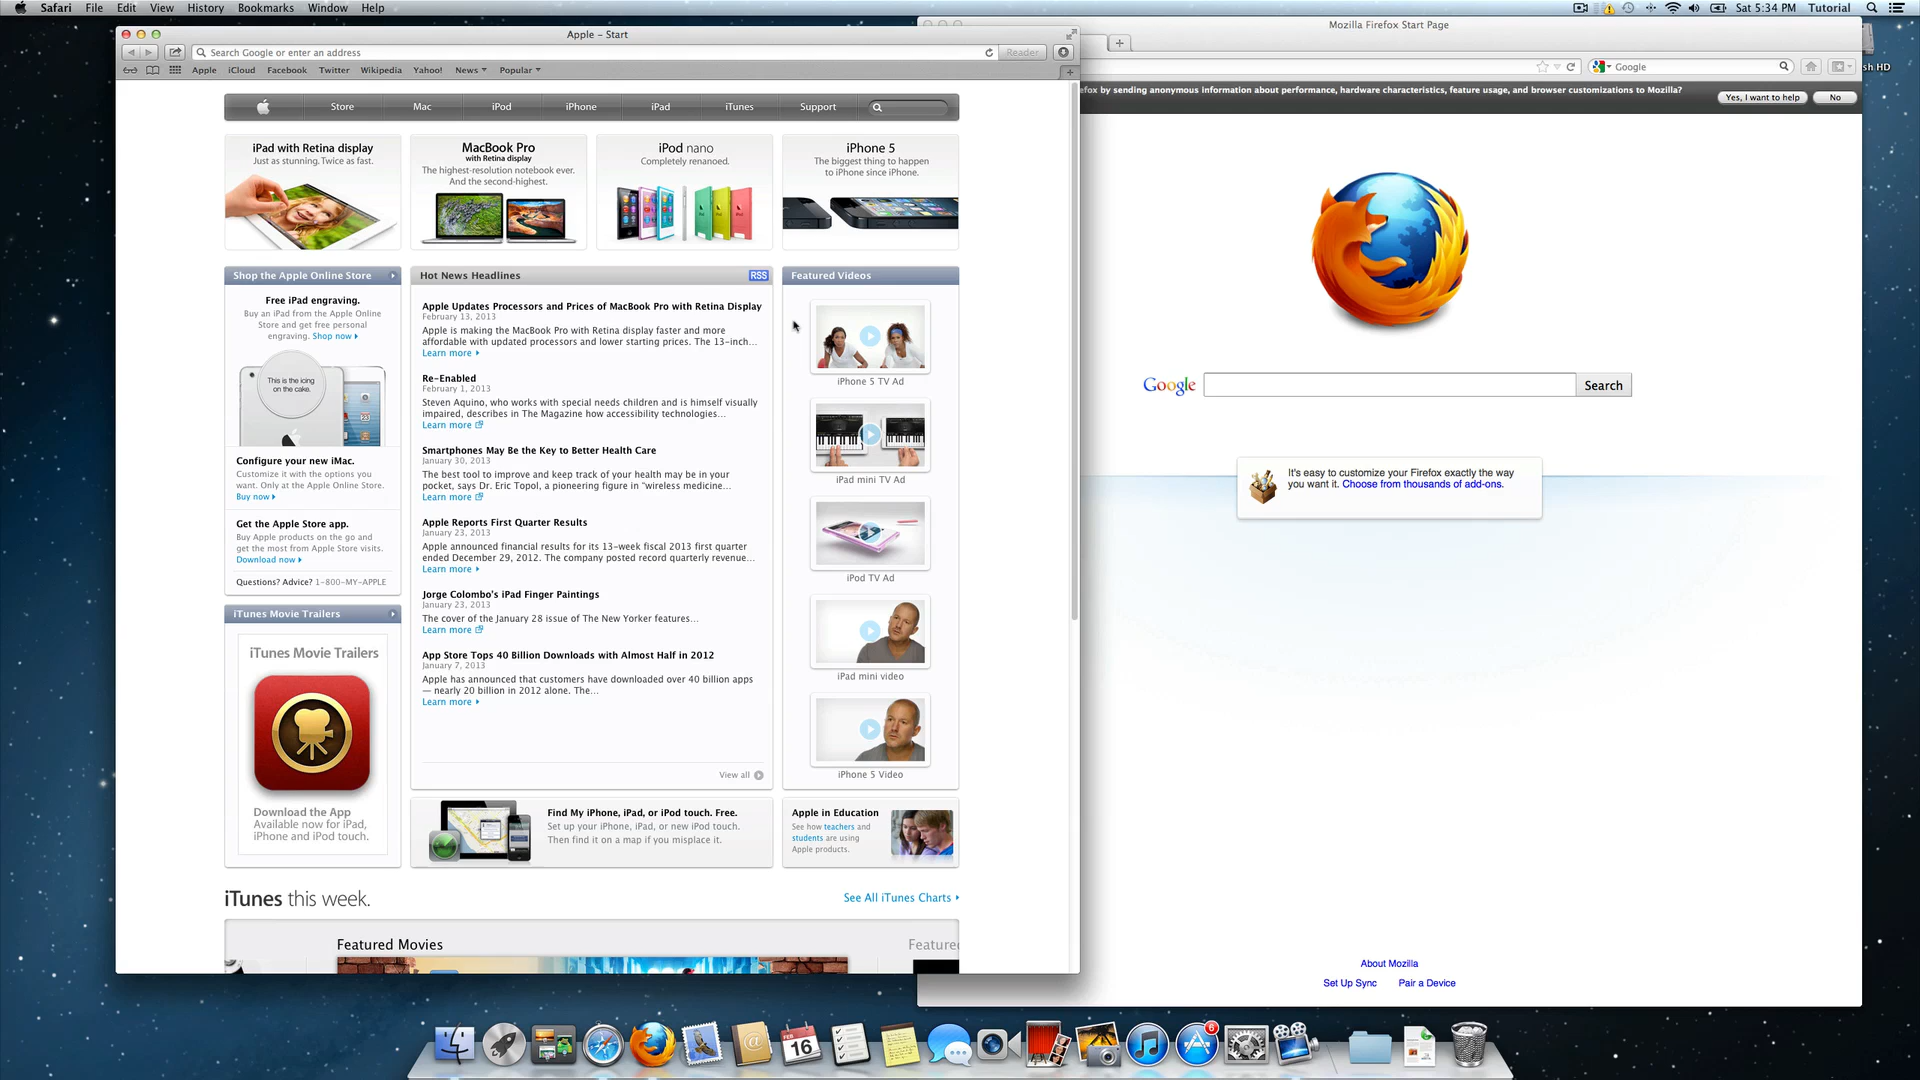 Safari File Edit View History Bookmarks Window Help
Sat 5:34 PM Tutorial
Apple – Start
Search Google or enter an address
Reader
Apple iCloud Facebook Twitter Wikipedia Yahoo! News Popular
Store Mac iPod iPhone iPad iTunes Support
iPad with Retina display
Just as stunning. Twice as fast.
MacBook Pro
with Retina display
The highest-resolution notebook ever.
And the second-highest.
iPod nano
Completely renanoed.
iPhone 5
The biggest thing to happen
to iPhone since iPhone.
Shop the Apple Online Store
Free iPad engraving.
Buy an iPad from the Apple Online
Store and get free personal
engraving. Shop now
This is the icing
on the cake.
Configure your new iMac.
Customize it with the options you
want. Only at the Apple Online Store.
Buy now
Get the Apple Store app.
Buy Apple products on the go and
get the most from Apple Store visits.
Download now
Questions? Advice? 1-800-MY-APPLE
iTunes Movie Trailers
iTunes Movie Trailers
Download the App
Available now for iPad,
iPhone and iPod touch.
Hot News Headlines RSS
Apple Updates Processors and Prices of MacBook Pro with Retina Display
February 13, 2013
Apple is making the MacBook Pro with Retina display faster and more
affordable with updated processors and lower starting prices. The 13-inch...
Learn more
Re-Enabled
February 1, 2013
Steven Aquino, who works with special needs children and is himself visually
impaired, describes in The Magazine how accessibility technologies...
Learn more
Smartphones May Be the Key to Better Health Care
January 30, 2013
The best tool to improve and keep track of your health may be in your
pocket, says Dr. Eric Topol, a pioneering figure in "wireless medicine...
Learn more
Apple Reports First Quarter Results
January 23, 2013
Apple announced financial results for its 13-week fiscal 2013 first quarter
ended December 29, 2012. The company posted record quarterly revenue...
Learn more
Jorge Colombo's iPad Finger Paintings
January 23, 2013
The cover of the January 28 issue of The New Yorker features...
Learn more
App Store Tops 40 Billion Downloads with Almost Half in 2012
January 7, 2013
Apple has announced that customers have downloaded over 40 billion apps
— nearly 20 billion in 2012 alone. The...
Learn more
View all
Featured Videos
iPhone 5 TV Ad
iPad mini TV Ad
iPod TV Ad
iPad mini video
iPhone 5 Video
Find My iPhone, iPad, or iPod touch. Free.
Set up your iPhone, iPad, or new iPod touch.
Then find it on a map if you misplace it.
Apple in Education
See how teachers and
students are using
Apple products.
iTunes this week.
See All iTunes Charts
Featured Movies
Feature
Mozilla Firefox Start Page
Google
sh HD
efox by sending anonymous information about performance, hardware characteristics, feature usage, and browser customizations to Mozilla?
Yes, I want to help
No
Google
Search
It's easy to customize your Firefox exactly the way
you want it. Choose from thousands of add-ons.
About Mozilla
Set Up Sync Pair a Device
FEB
16
6